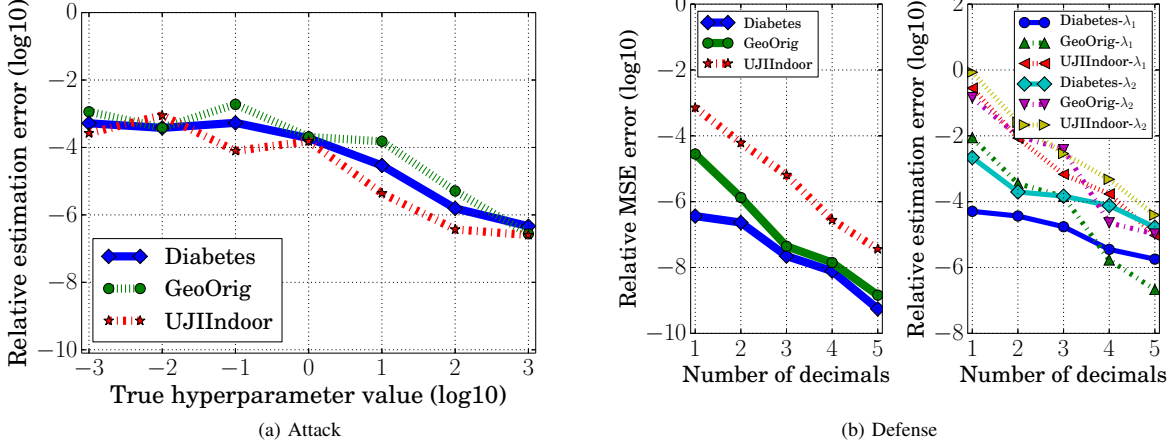 Relative estimation error (log10)
0
−2
−4
−6
−8
−10
Diabetes
GeoOrig
UJIIndoor
−3 −2 −1 0 1 2 3
True hyperparameter value (log10)
(a) Attack
Relative MSE error (log10)
0
−2
−4
−6
−8
−10
Diabetes
GeoOrig
UJIIndoor
1 2 3 4 5
Number of decimals
Relative estimation error (log10)
2
0
−2
−4
−6
−8
Diabetes-λ1
GeoOrig-λ1
UJIIndoor-λ1
Diabetes-λ2
GeoOrig-λ2
UJIIndoor-λ2
1 2 3 4 5
Number of decimals
(b) Defense